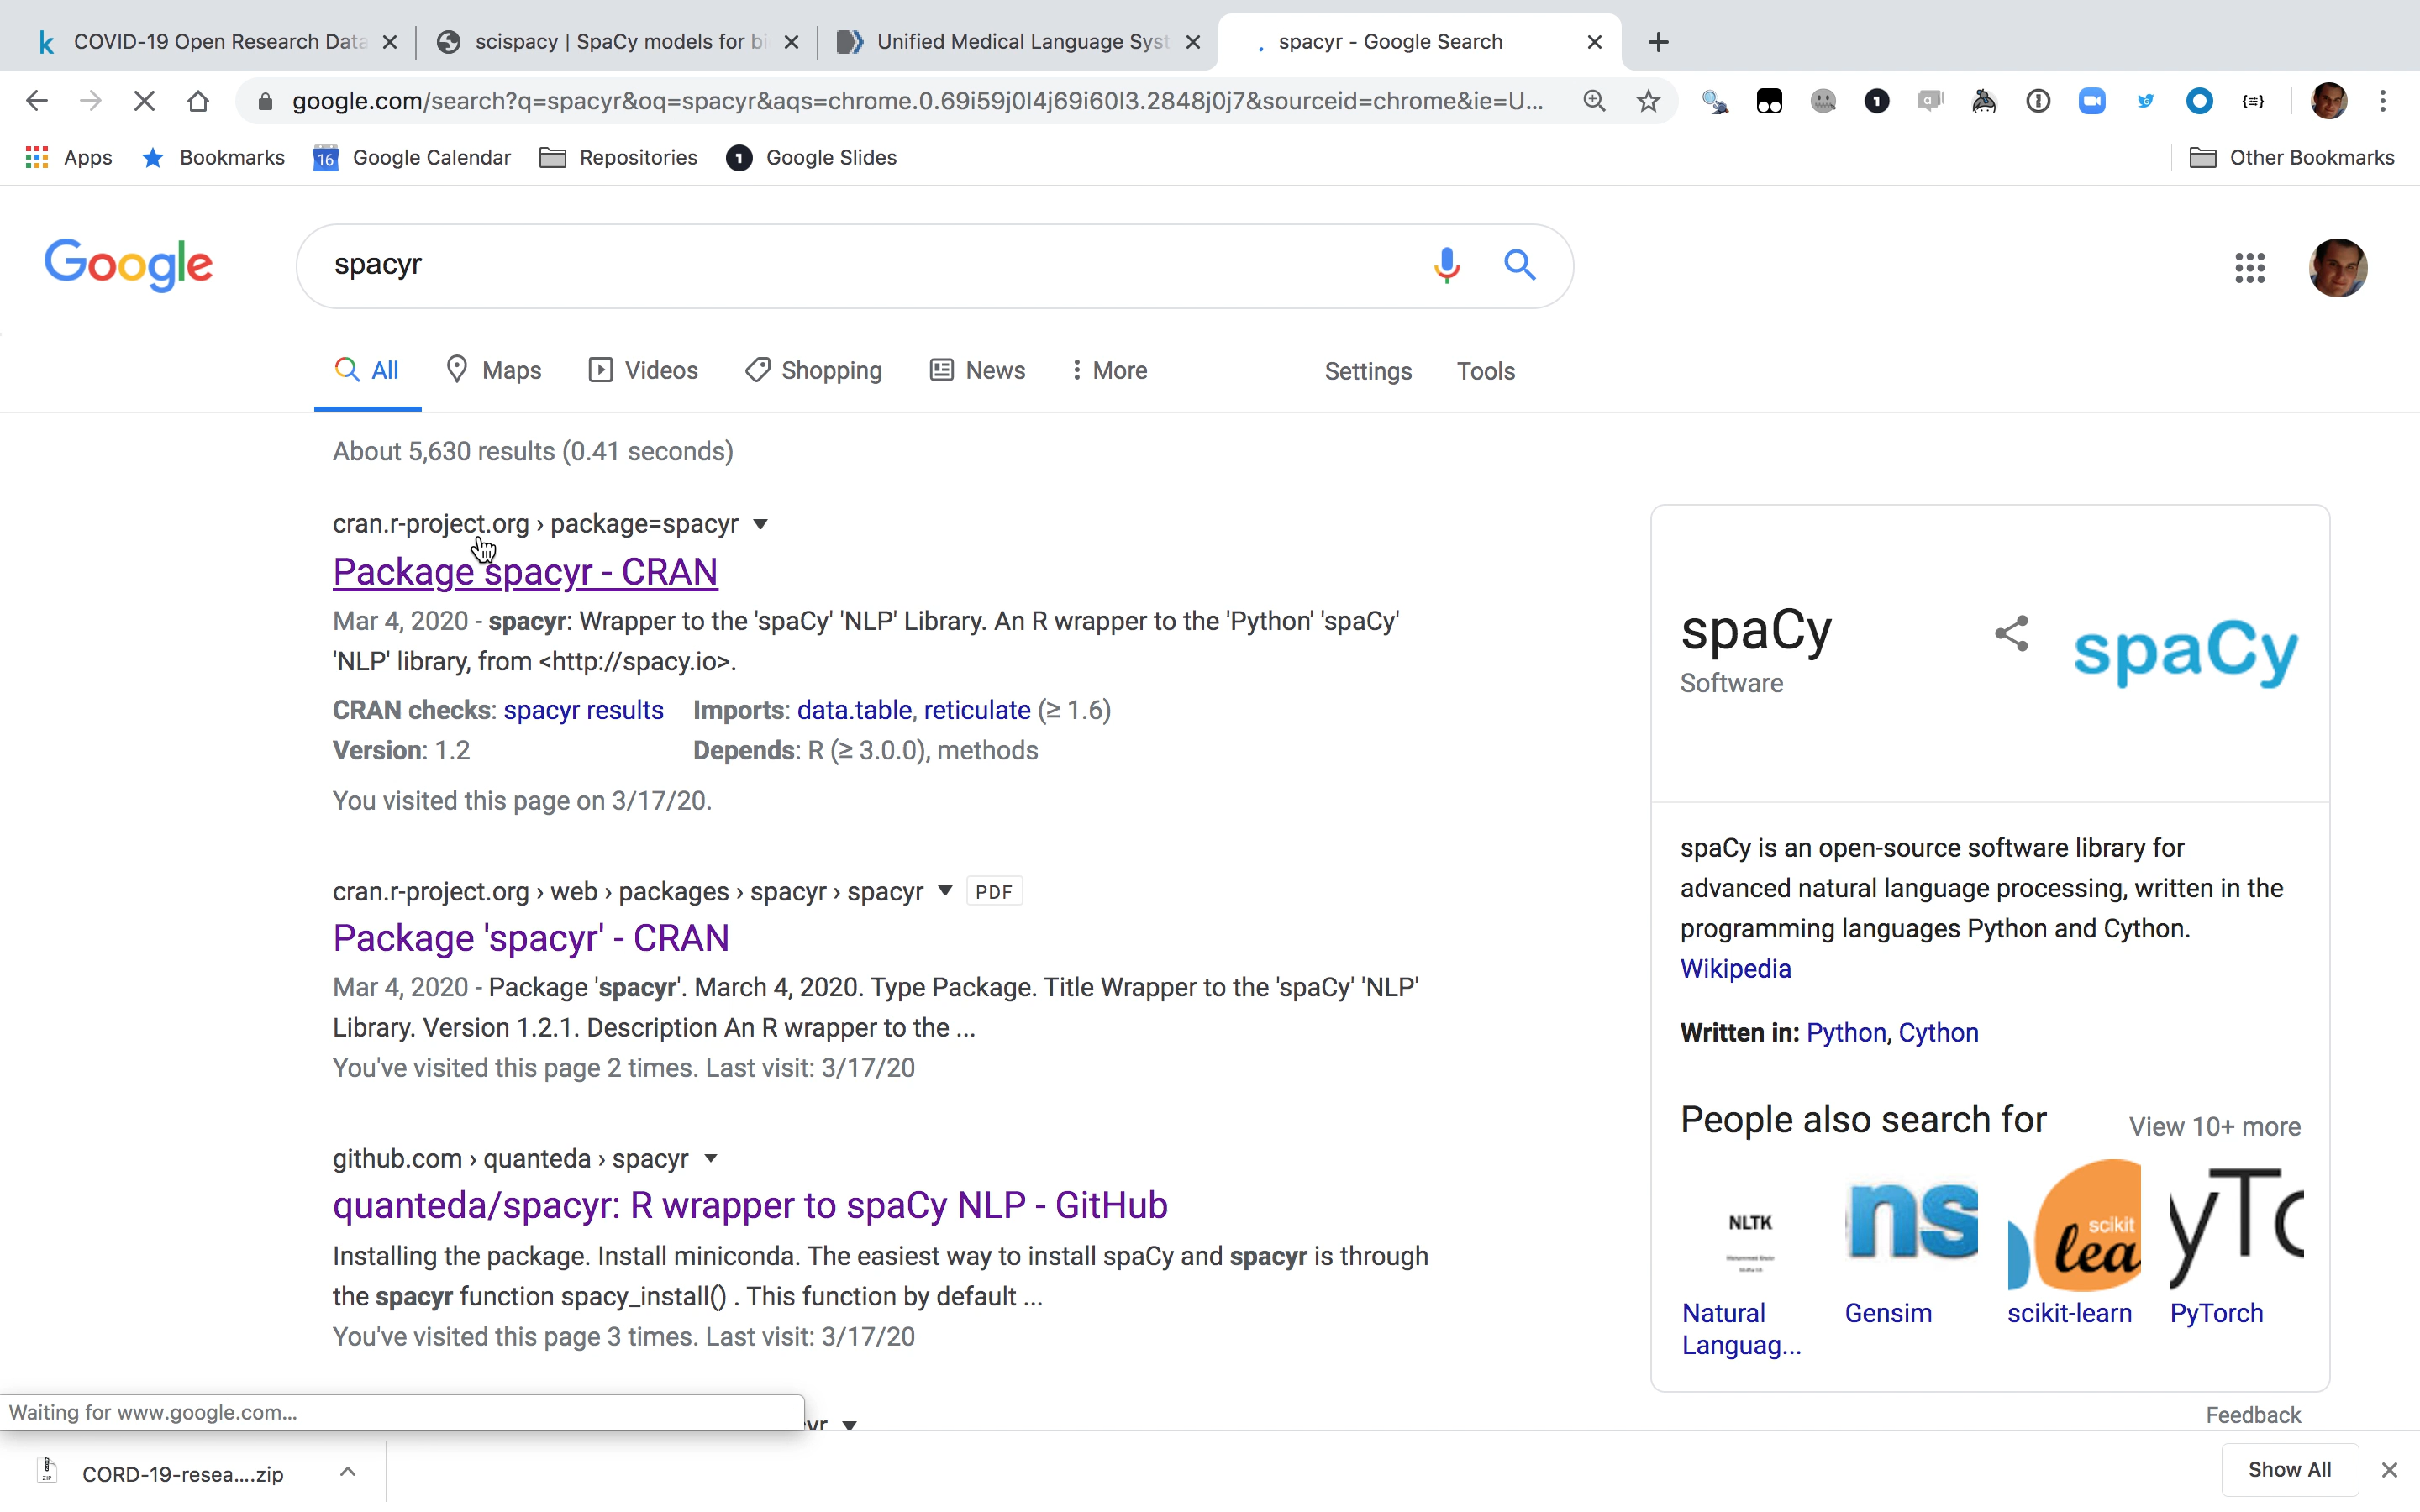 COVID-19 Open Research Data
scispacy | SpaCy models for bi
Unified Medical Language Syst
spacyr - Google Search
google.com/search?q=spacyr&oq=spacyr&aqs=chrome.0.69i59j0l4j69i60l3.2848j0j7&sourceid=chrome&ie=U...
Apps
Bookmarks
16
Google Calendar
Repositories
Google Slides
Other Bookmarks
Google
spacyr
All
Maps
Videos
Shopping
News
More
Settings
Tools
About 5,630 results (0.41 seconds)
cran.r-project.org › package=spacyr
Package spacyr - CRAN
Mar 4, 2020 - spacyr: Wrapper to the 'spaCy' 'NLP' Library. An R wrapper to the 'Python' 'spaCy'
'NLP' library, from <http://spacy.io>.
CRAN checks: spacyr results Imports: data.table, reticulate (≥ 1.6)
Version: 1.2 Depends: R (≥ 3.0.0), methods
You visited this page on 3/17/20.
cran.r-project.org › web › packages › spacyr › spacyr PDF
Package 'spacyr' - CRAN
Mar 4, 2020 - Package 'spacyr'. March 4, 2020. Type Package. Title Wrapper to the 'spaCy' 'NLP'
Library. Version 1.2.1. Description An R wrapper to the ...
You've visited this page 2 times. Last visit: 3/17/20
github.com › quanteda › spacyr
quanteda/spacyr: R wrapper to spaCy NLP - GitHub
Installing the package. Install miniconda. The easiest way to install spaCy and spacyr is through
the spacyr function spacy_install() . This function by default ...
You've visited this page 3 times. Last visit: 3/17/20
spaCy
Software
spaCy
spaCy is an open-source software library for
advanced natural language processing, written in the
programming languages Python and Cython.
Wikipedia
Written in: Python, Cython
People also search for
View 10+ more
NLTK
ns
scikit
lea
yTo
Natural
Languag...
Gensim
scikit-learn
PyTorch
Feedback
Waiting for www.google.com...
yr
CORD-19-resea....zip
Show All